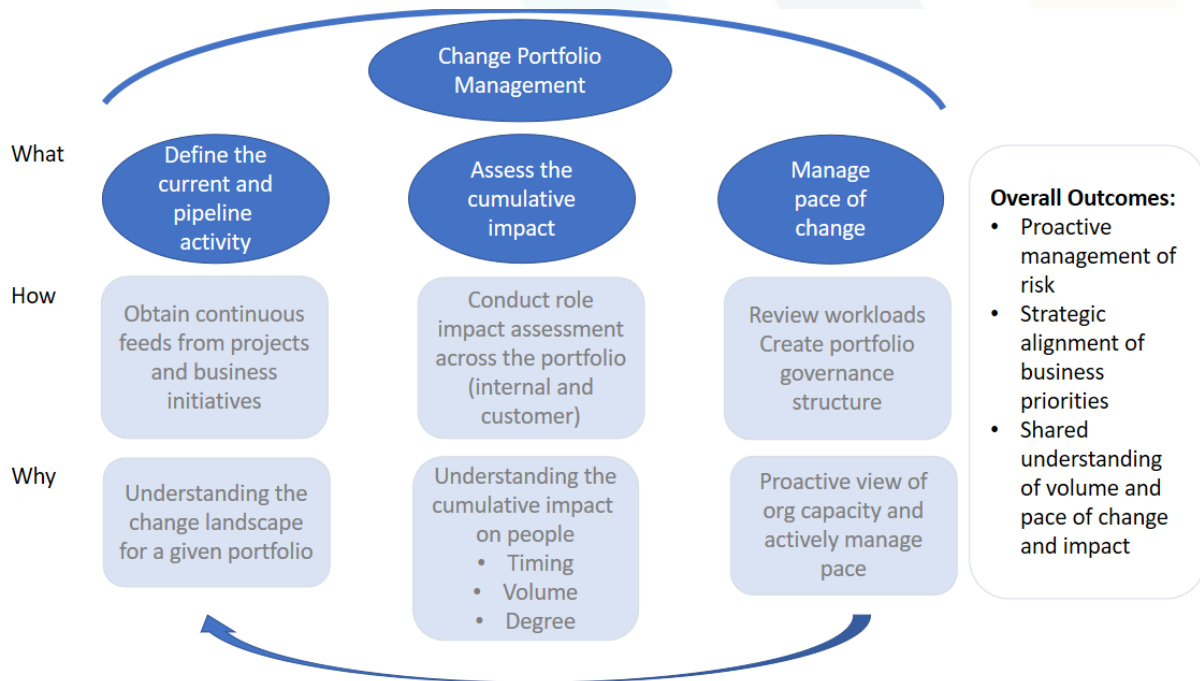 Change Portfolio
Management
What
Define the
current and
pipeline
activity
Assess the
cumulative
impact
Manage
pace of
change
How
Obtain continuous
feeds from projects
and business
initiatives
Conduct role
impact assessment
across the portfolio
(internal and
customer)
Review workloads
Create portfolio
governance
structure
Why
Understanding the
change landscape
for a given portfolio
Understanding the
cumulative impact
on people
• Timing
• Volume
• Degree
Proactive view of
org capacity and
actively manage
pace
Overall Outcomes:
• Proactive
management of
risk
• Strategic
alignment of
business
priorities
• Shared
understanding
of volume and
pace of change
and impact